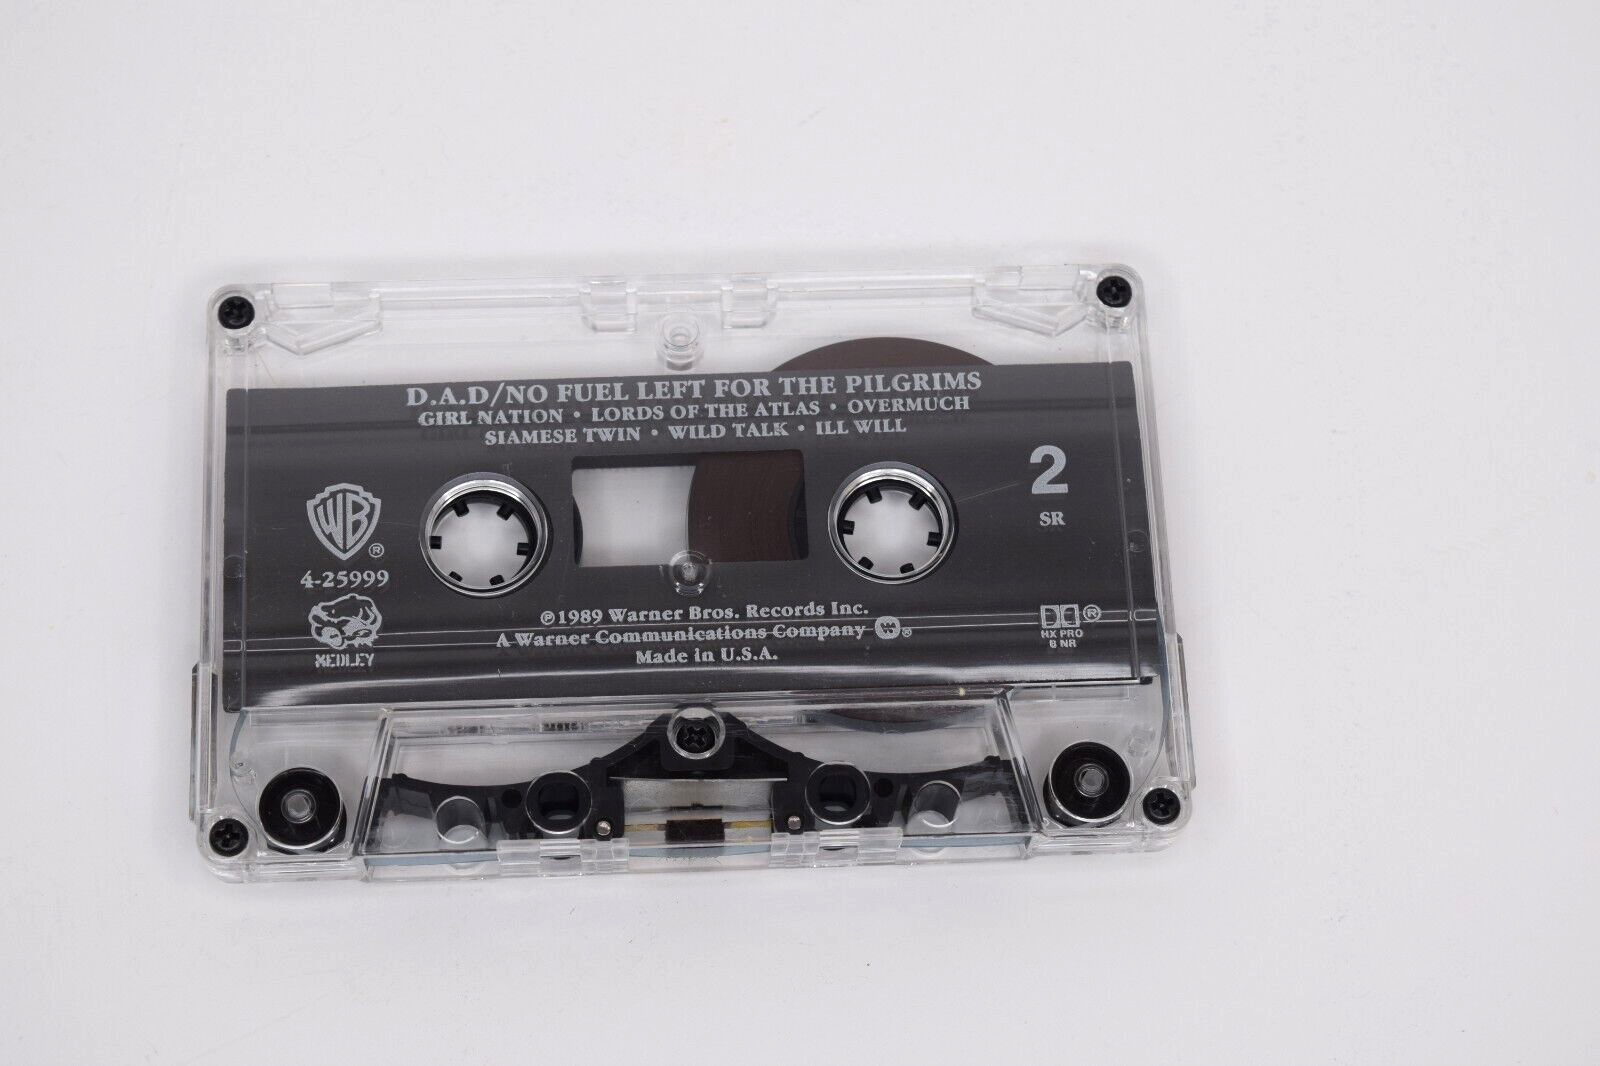 D.A.D/NO FUEL LEFT FOR THE PILGRIMS
GIRL NATION • LORDS OF THE ATLAS • OVERMUCH
SIAMESE TWIN • WILD TALK • ILL WILL
2
SR
WB
®
4-25999
MEDLEY
℗1989 Warner Bros. Records Inc.
A Warner Communications Company ®
Made in U.S.A.
®
HX PRO
B NR